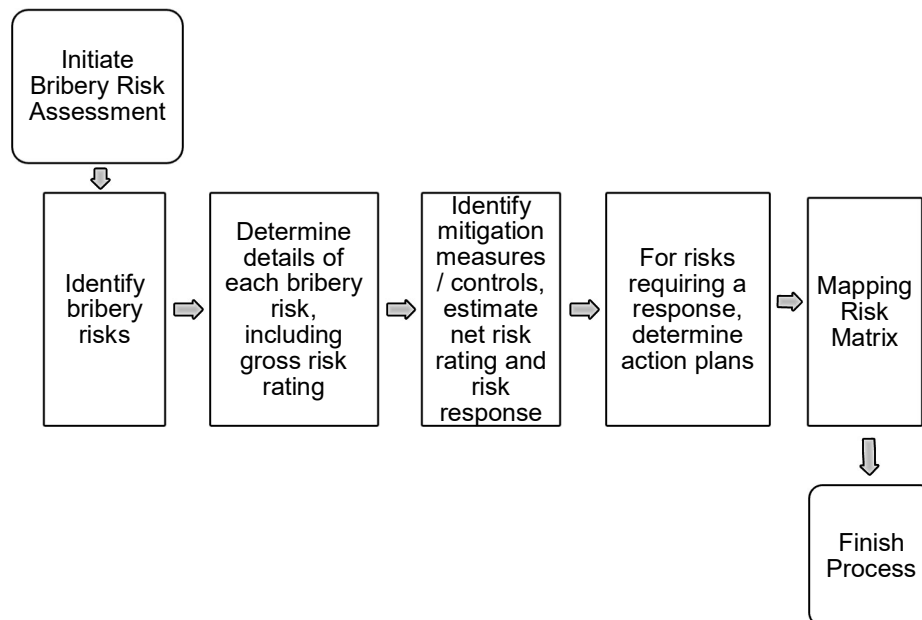 Initiate
Bribery Risk
Assessment
Identify
bribery
risks
Determine
details of
each bribery
risk,
including
gross risk
rating
Identify
mitigation
measures
/ controls,
estimate
net risk
rating and
risk
response
For risks
requiring a
response,
determine
action plans
Mapping
Risk
Matrix
Finish
Process